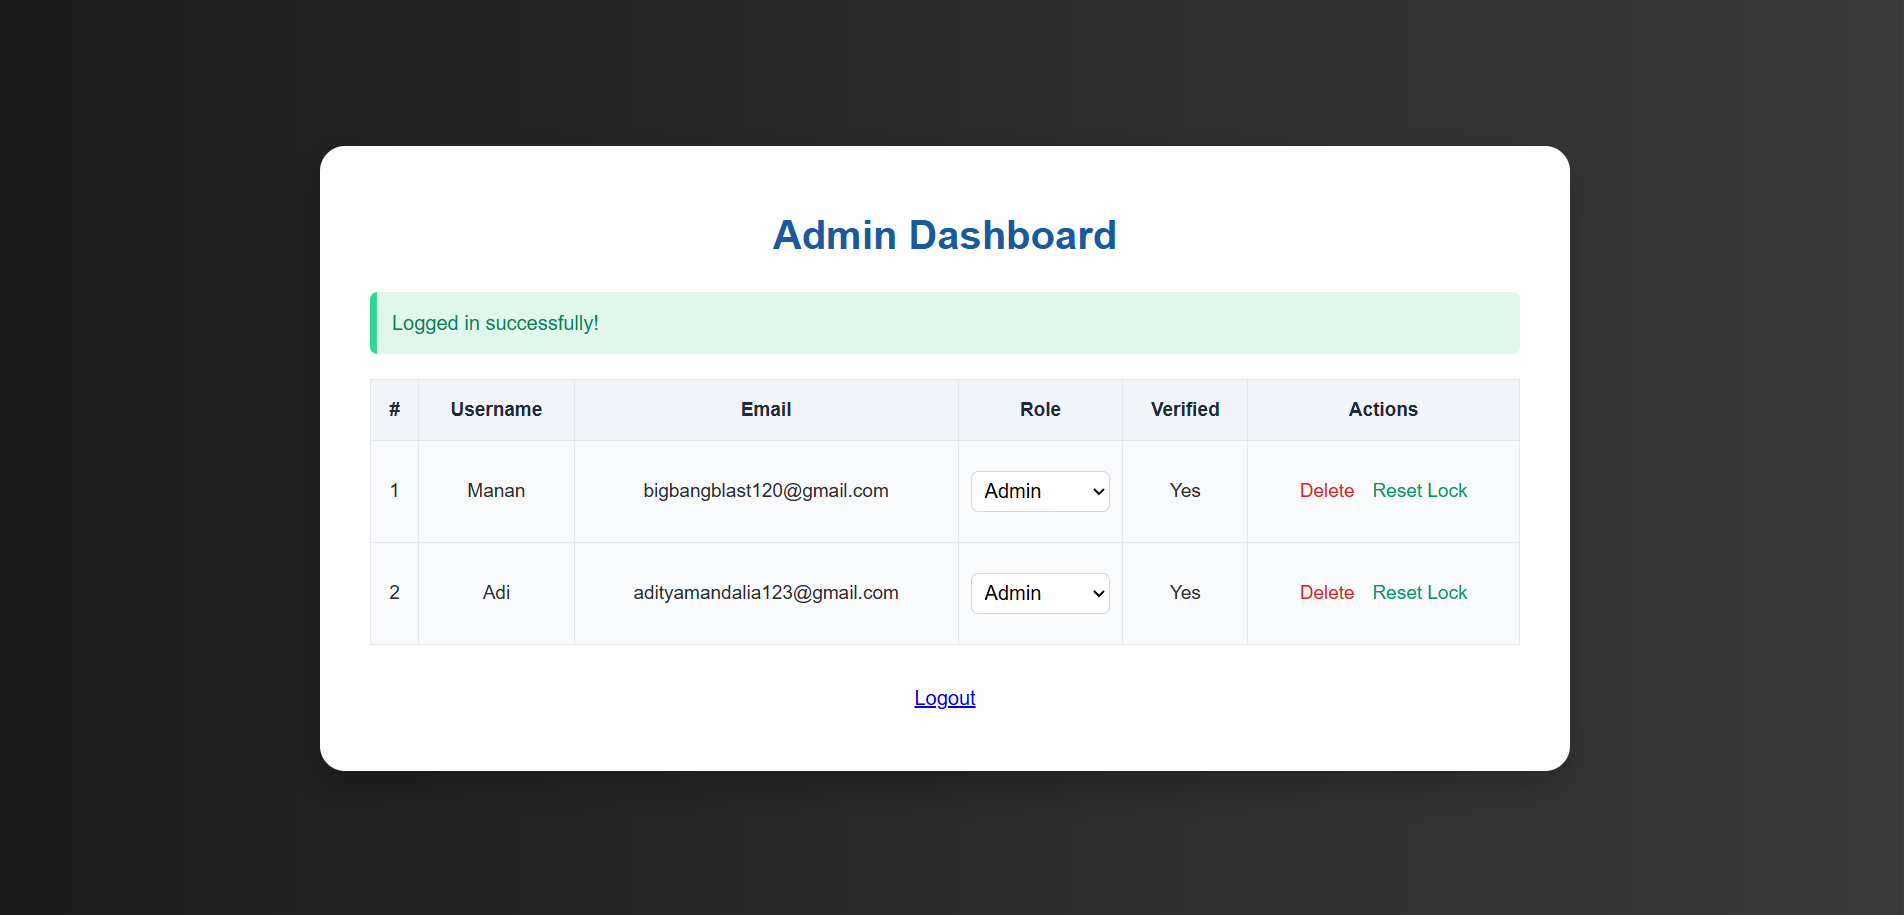 Admin Dashboard
Logged in successfully!
# Username Email Role Verified Actions
1 Manan bigbangblast120@gmail.com Admin Yes Delete Reset Lock
2 Adi adityamandalia123@gmail.com Admin Yes Delete Reset Lock
Logout